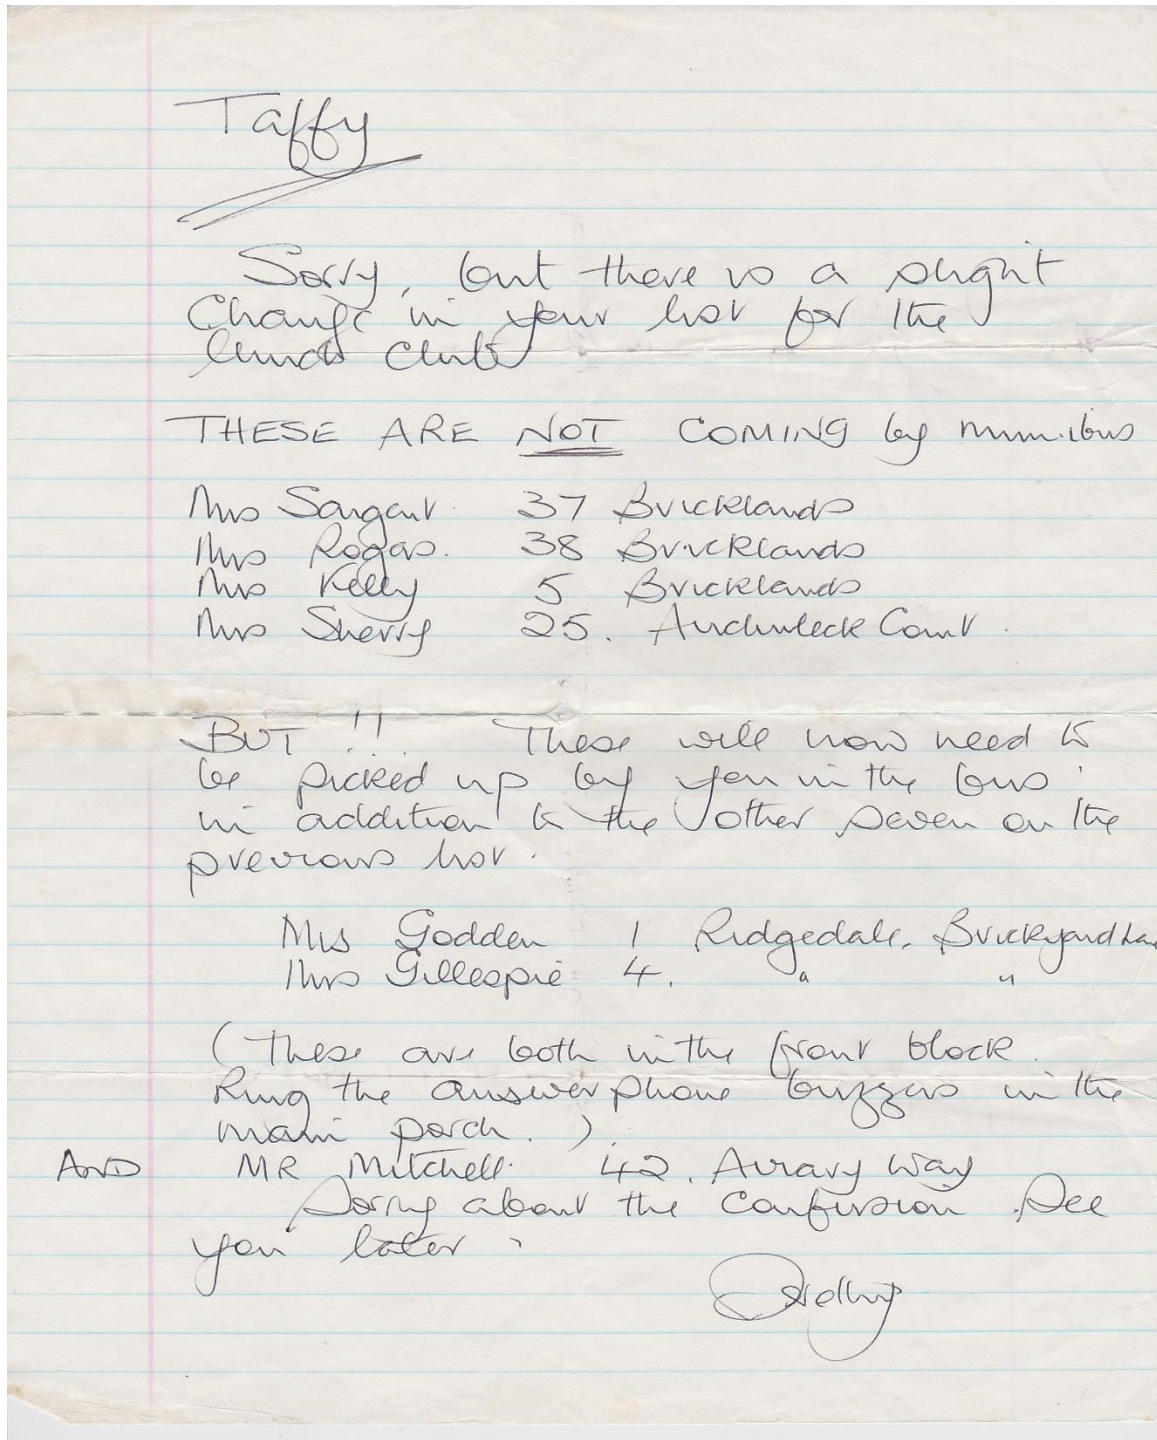 Taffy
Sorry, but there is a slight
Change in your list for the
lunch club
THESE ARE NOT COMING by minibus
Mrs Sargent 37 Bricklands
Mrs Rogers. 38 Bricklands
Mrs Kelly 5 Bricklands
Mrs Sherry 25. Auchinleck Court.
BUT !! These will now need to
be picked up by you in the bus
in addition to the other seven on the
previous list.
Mrs Godden 1 Ridgedale, Brickyard Lane
Mrs Gillespie 4. " "
(These are both in the front block.
Ring the answerphone buzzers in the
main porch.)
AND MR Mitchell. 42. Away Way
Sorry about the confusion. See
you later.